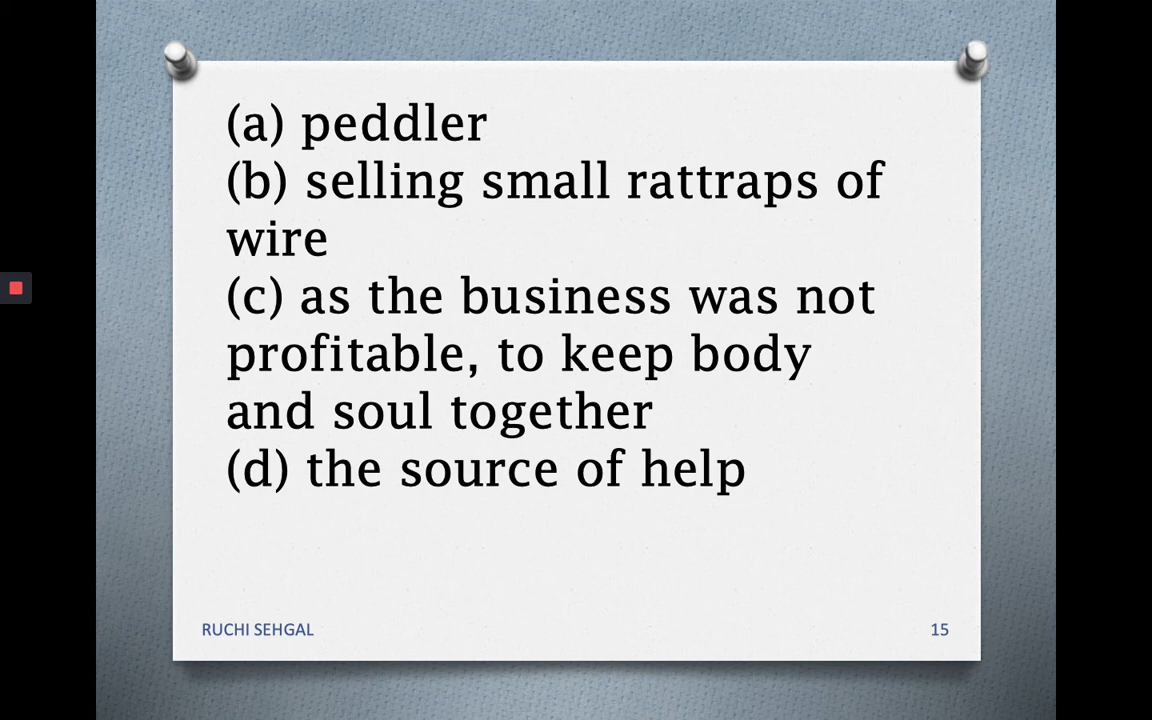 (a) peddler
(b) selling small rattraps of
wire
(c) as the business was not
profitable, to keep body
and soul together
(d) the source of help
RUCHI SEHGAL
15